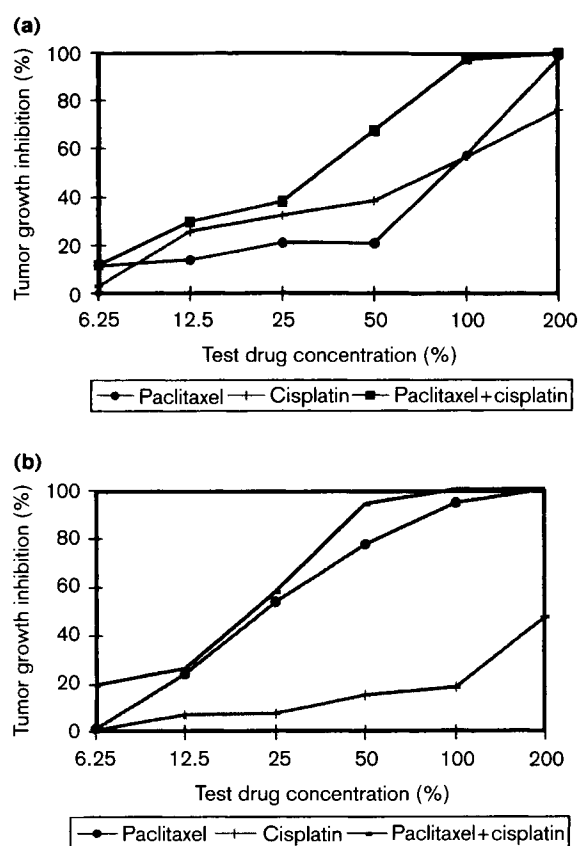 (a)
Tumor growth inhibition (%)
100
80
60
40
20
0
6.25 12.5 25 50 100 200
Test drug concentration (%)
Paclitaxel Cisplatin Paclitaxel+cisplatin
(b)
Tumor growth inhibition (%)
100
80
60
40
20
0
6.25 12.5 25 50 100 200
Test drug concentration (%)
Paclitaxel Cisplatin Paclitaxel+cisplatin